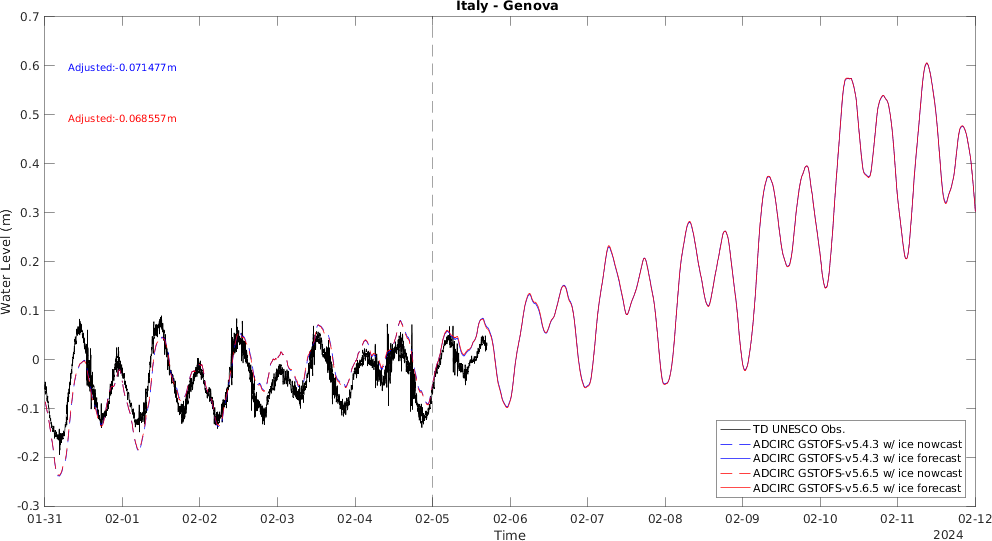 Italy - Genova
0.7
0.6
0.5
0.4
0.3
0.2
0.1
0
-0.1
-0.2
-0.3
Water Level (m)
Adjusted:-0.071477m
Adjusted:-0.068557m
TD UNESCO Obs.
ADCIRC GSTOFS-v5.4.3 w/ ice nowcast
ADCIRC GSTOFS-v5.4.3 w/ ice forecast
ADCIRC GSTOFS-v5.6.5 w/ ice nowcast
ADCIRC GSTOFS-v5.6.5 w/ ice forecast
01-31 02-01 02-02 02-03 02-04 02-05 02-06 02-07 02-08 02-09 02-10 02-11 02-12
Time
2024